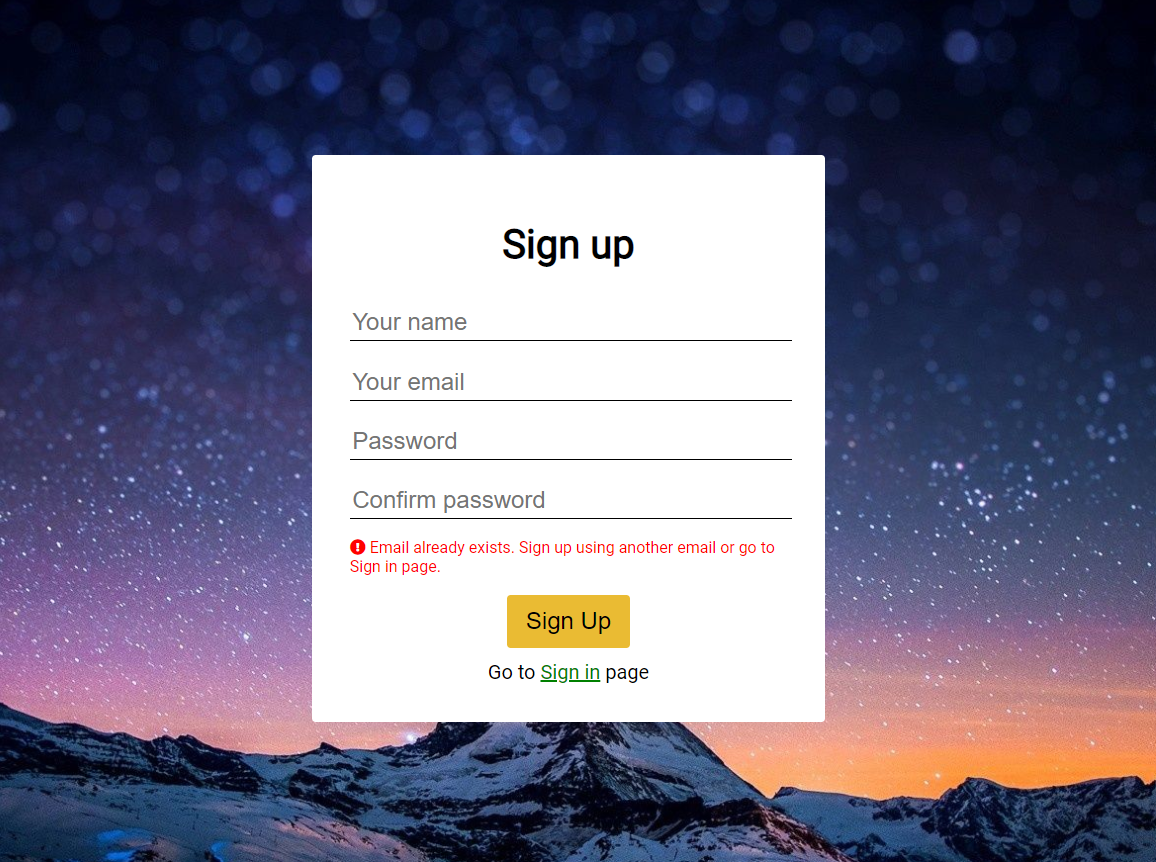 Sign up
Your name
Your email
Password
Confirm password
Email already exists. Sign up using another email or go to
Sign in page.
Sign Up
Go to Sign in page